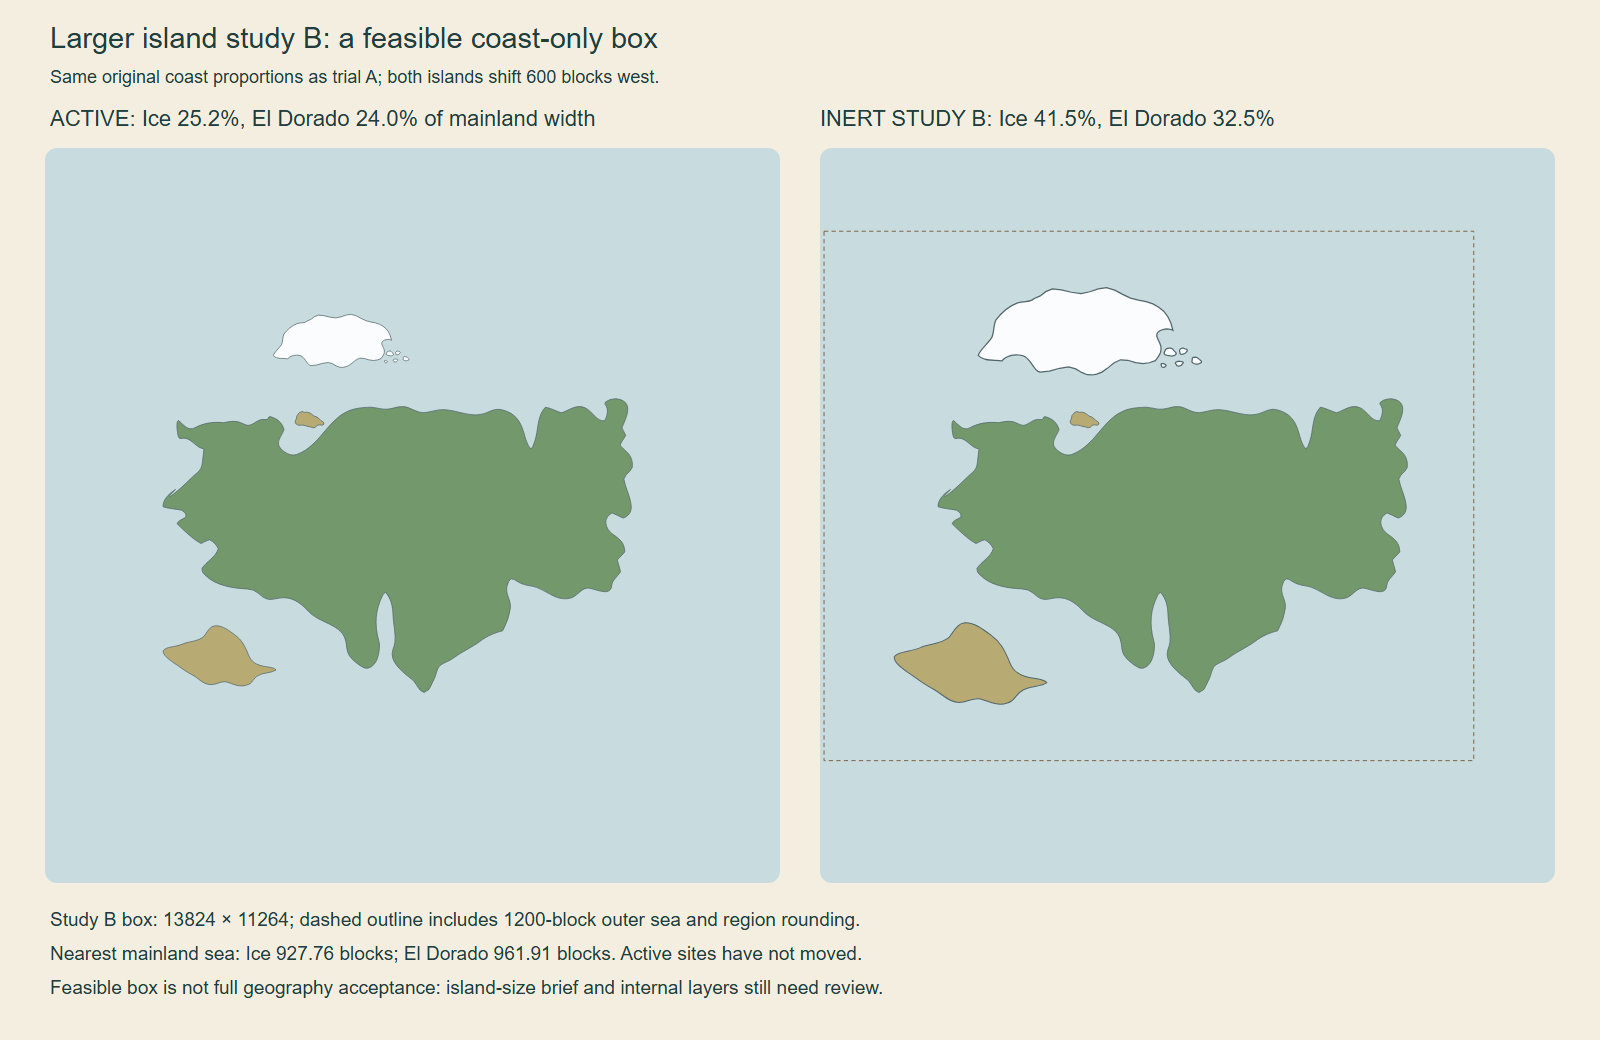 Larger island study B: a feasible coast-only box
Same original coast proportions as trial A; both islands shift 600 blocks west.
ACTIVE: Ice 25.2%, El Dorado 24.0% of mainland width
INERT STUDY B: Ice 41.5%, El Dorado 32.5%
Study B box: 13824 × 11264; dashed outline includes 1200-block outer sea and region rounding.
Nearest mainland sea: Ice 927.76 blocks; El Dorado 961.91 blocks. Active sites have not moved.
Feasible box is not full geography acceptance: island-size brief and internal layers still need review.